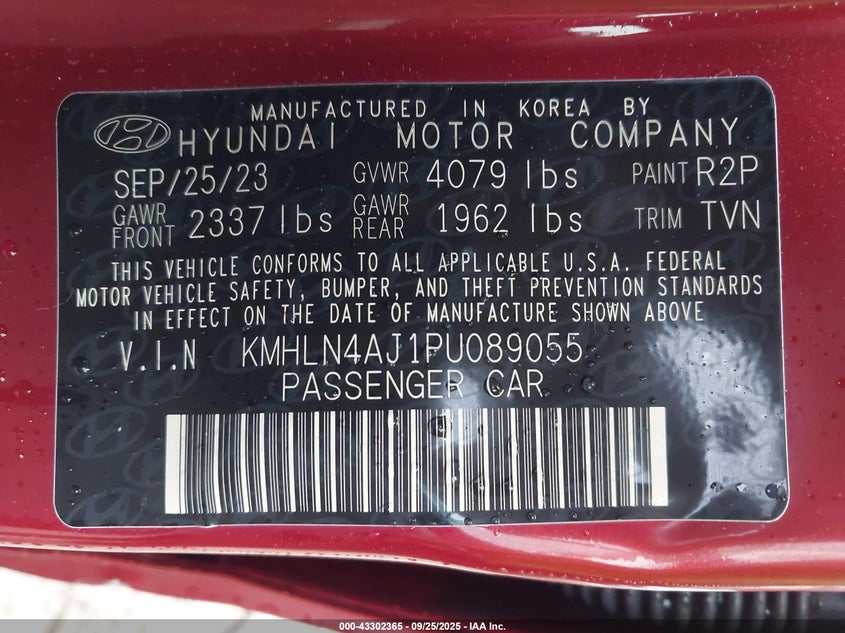 MANUFACTURED IN KOREA BY
HYUNDAI MOTOR COMPANY
SEP/25/23 GVWR 4079 lbs PAINT R2P
GAWR FRONT 2337 lbs GAWR REAR 1962 lbs TRIM TVN
THIS VEHICLE CONFORMS TO ALL APPLICABLE U.S.A. FEDERAL
MOTOR VEHICLE SAFETY, BUMPER, AND THEFT PREVENTION STANDARDS
IN EFFECT ON THE DATE OF MANUFACTURE SHOWN ABOVE
V.I.N KMHLN4AJ1PU089055
PASSENGER CAR
000-43302365 - 09/25/2025 - IAA Inc.